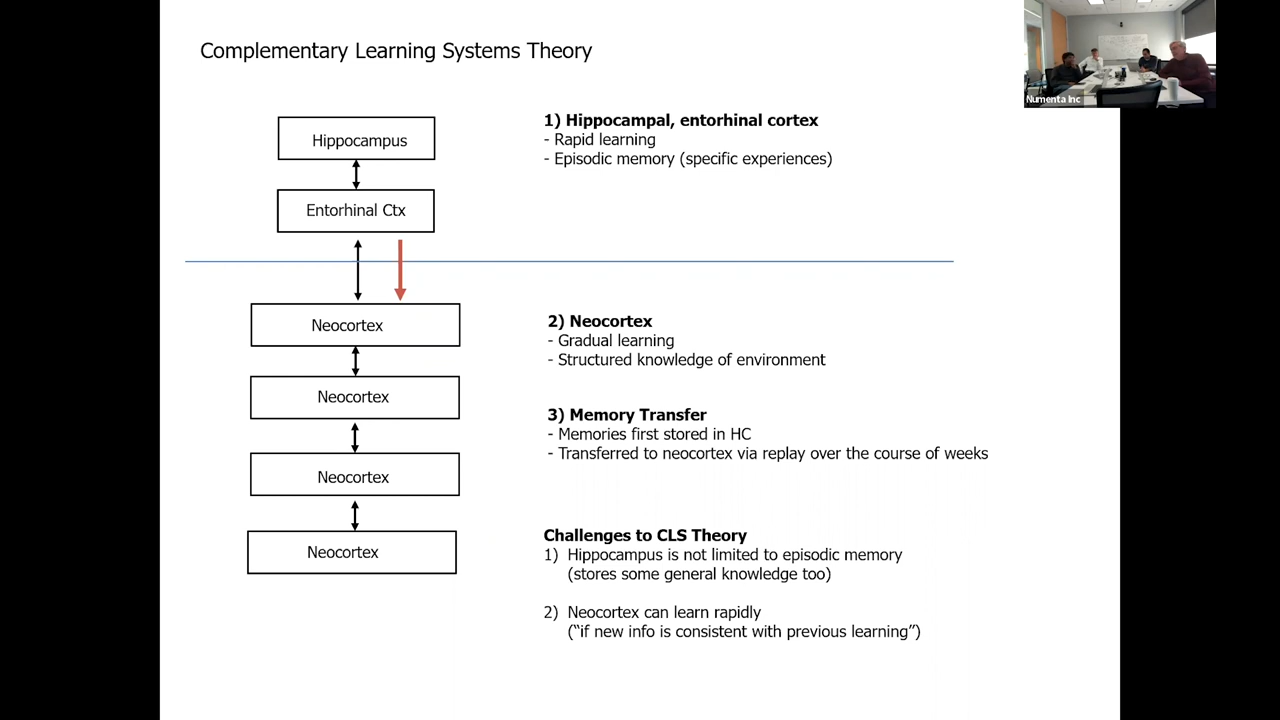 Complementary Learning Systems Theory
Numenta Inc
Hippocampus
Entorhinal Ctx
Neocortex
Neocortex
Neocortex
Neocortex
1) Hippocampal, entorhinal cortex
- Rapid learning
- Episodic memory (specific experiences)
2) Neocortex
- Gradual learning
- Structured knowledge of environment
3) Memory Transfer
- Memories first stored in HC
- Transferred to neocortex via replay over the course of weeks
Challenges to CLS Theory
1) Hippocampus is not limited to episodic memory
(stores some general knowledge too)
2) Neocortex can learn rapidly
(“if new info is consistent with previous learning”)